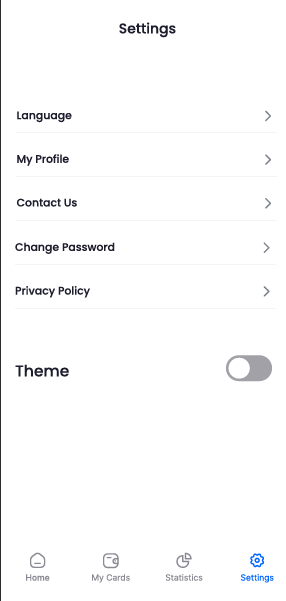 Settings
Language
My Profile
Contact Us
Change Password
Privacy Policy
Theme
Home
My Cards
Statistics
Settings